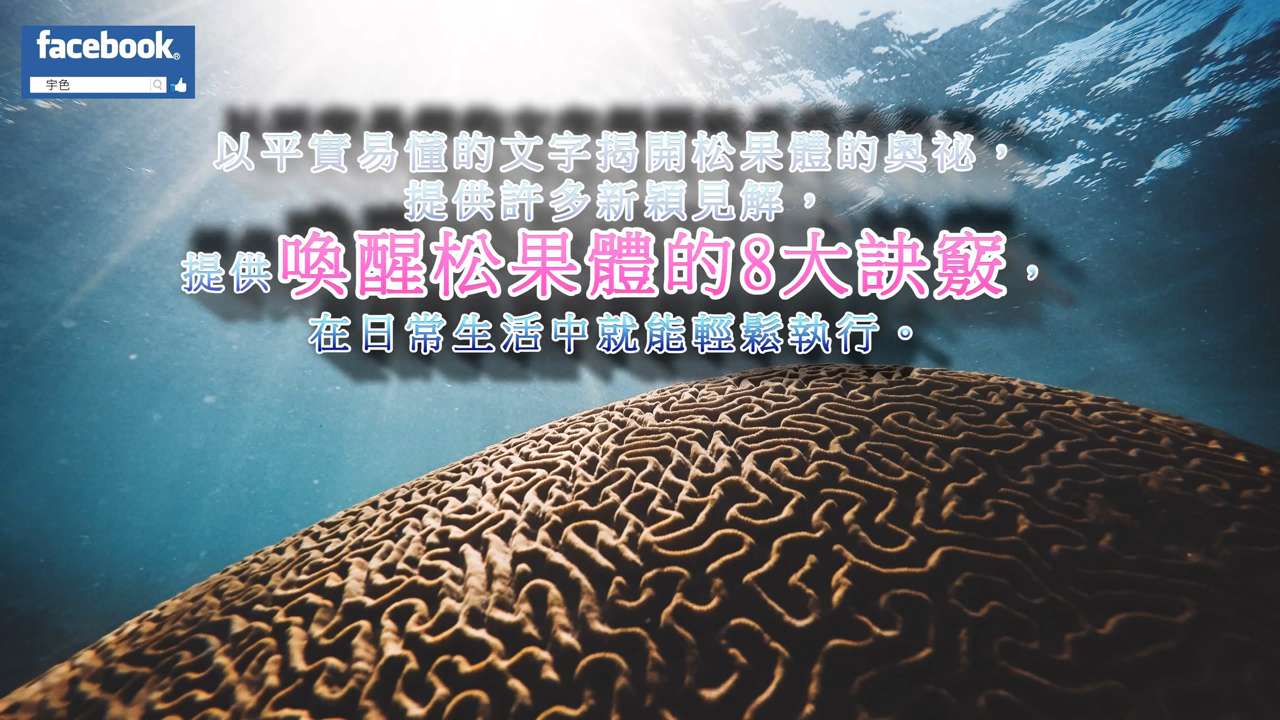 facebook®
宇色
以平實易懂的文字揭開松果體的奧祕，
提供許多新穎見解，
提供喚醒松果體的8大訣竅，
在日常生活中就能輕鬆執行。